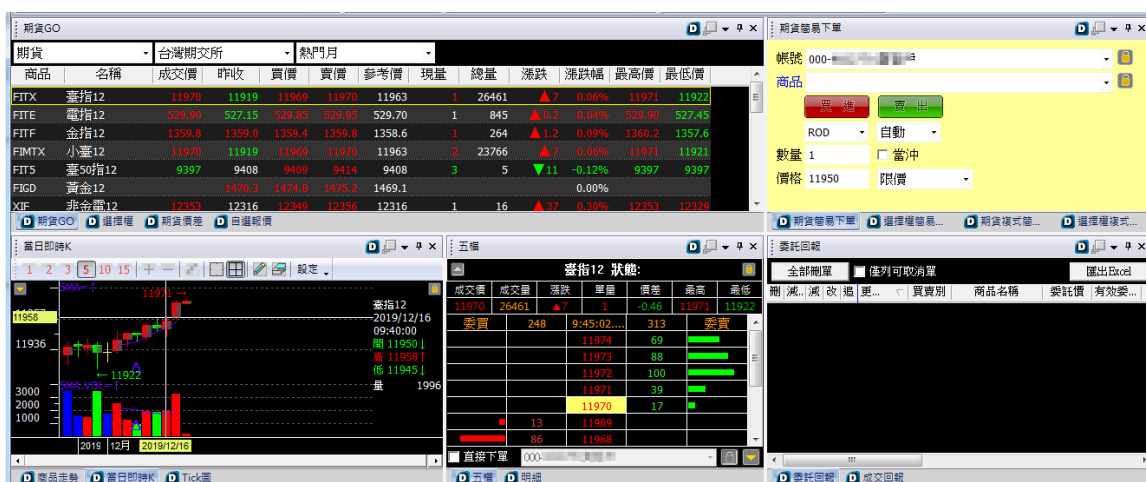 期貨GO
期貨 台灣期交所 熱門月
商品 名稱 成交價 昨收 買價 賣價 參考價 現量 總量 漲跌 漲跌幅 最高價 最低價
FITX 臺指12 11970 11919 11969 11970 11963 1 26461 ▲7 0.06% 11971 11922
FITE 電指12 529.90 527.15 529.85 529.95 529.70 1 845 ▲0.2 0.04% 529.90 527.45
FITF 金指12 1359.8 1359.0 1359.4 1359.8 1358.6 1 264 ▲1.2 0.09% 1360.2 1357.6
FIMTX 小臺12 11970 11919 11969 11970 11963 2 23766 ▲7 0.06% 11971 11921
FIT5 臺50指12 9397 9408 9409 9414 9408 3 5 ▼11 -0.12% 9397 9397
FIGD 黃金12 1470.3 1474.8 1475.2 1469.1 0.00%
XIF 非金電12 12353 12316 12349 12356 12316 1 16 ▲37 0.30% 12353 12329
期貨GO 選擇權 期貨價差 自選報價
期貨簡易下單
帳號 000-
商品
買 進 賣 出
ROD 自動
數量 1 當沖
價格 11950 限價
期貨簡易下單 選擇權簡易... 期貨複式簡... 選擇權複式...
當日即時K
1 2 3 5 10 15 設定
SMA=↑
11971 →
11958
11936
← 11922
SMA.VOL=↑
3000
2000
1000
2019 12月 2019/12/16
臺指12
2019/12/16
09:40:00
開 11950↓
高 11958↑
低 11945↓
量 1996
商品走勢 當日即時K Tick圖
五檔
臺指12 狀態:
成交價 成交量 漲跌 單量 價差 最高 最低
11970 26461 ▲7 1 -0.46 11971 11922
委買 248 9:45:02.... 313 委賣
11974 69
11973 88
11972 100
11971 39
11970 17
13 11969
86 11968
直接下單 000-
五檔 明細
委託回報
全部刪單 僅列可取消單 匯出Excel
刪 減.. 減 改 追 更... 買賣別 商品名稱 委託價 有效委...
委託回報 成交回報